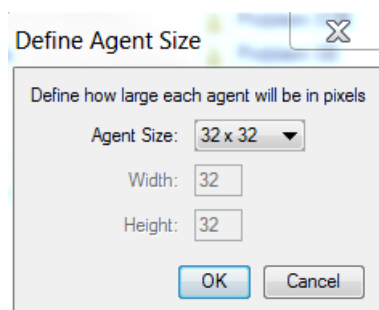 Define Agent Size
Define how large each agent will be in pixels
Agent Size: 32 x 32
Width: 32
Height: 32
OK Cancel